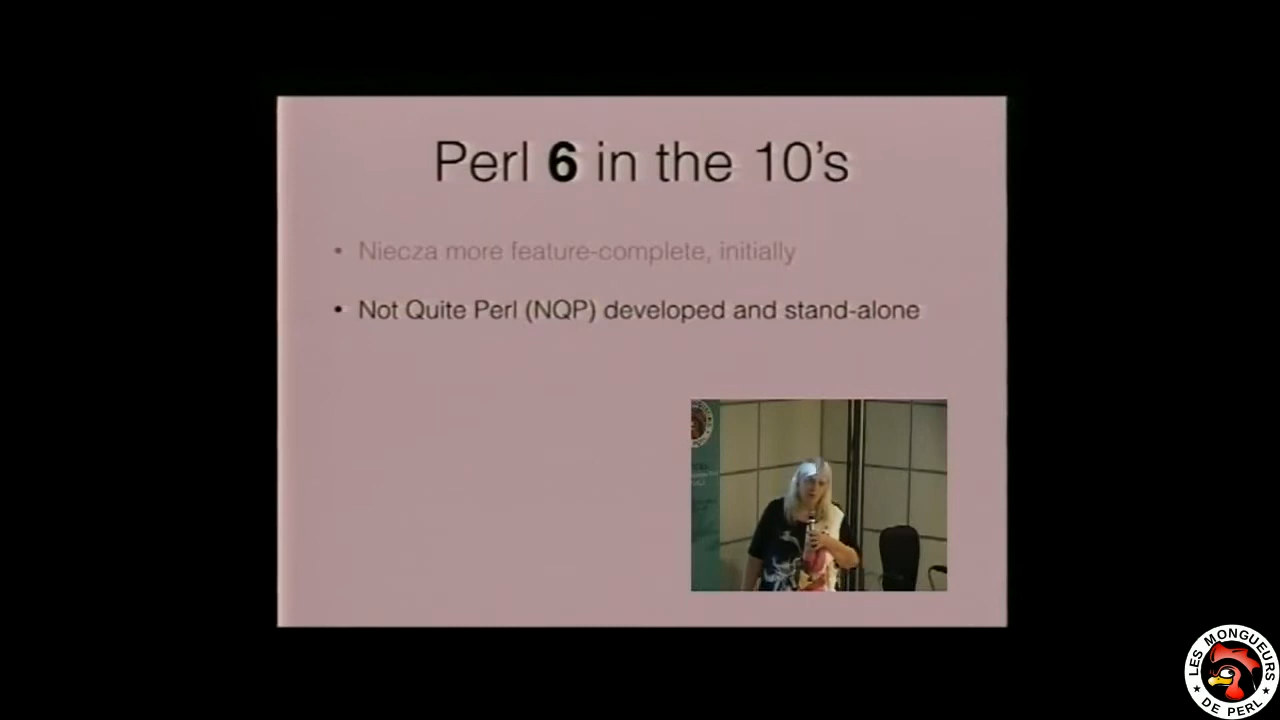 Perl 6 in the 10's
• Niecza more feature-complete, initially
• Not Quite Perl (NQP) developed and stand-alone
LES MONGUEURS
★ DE PERL ★